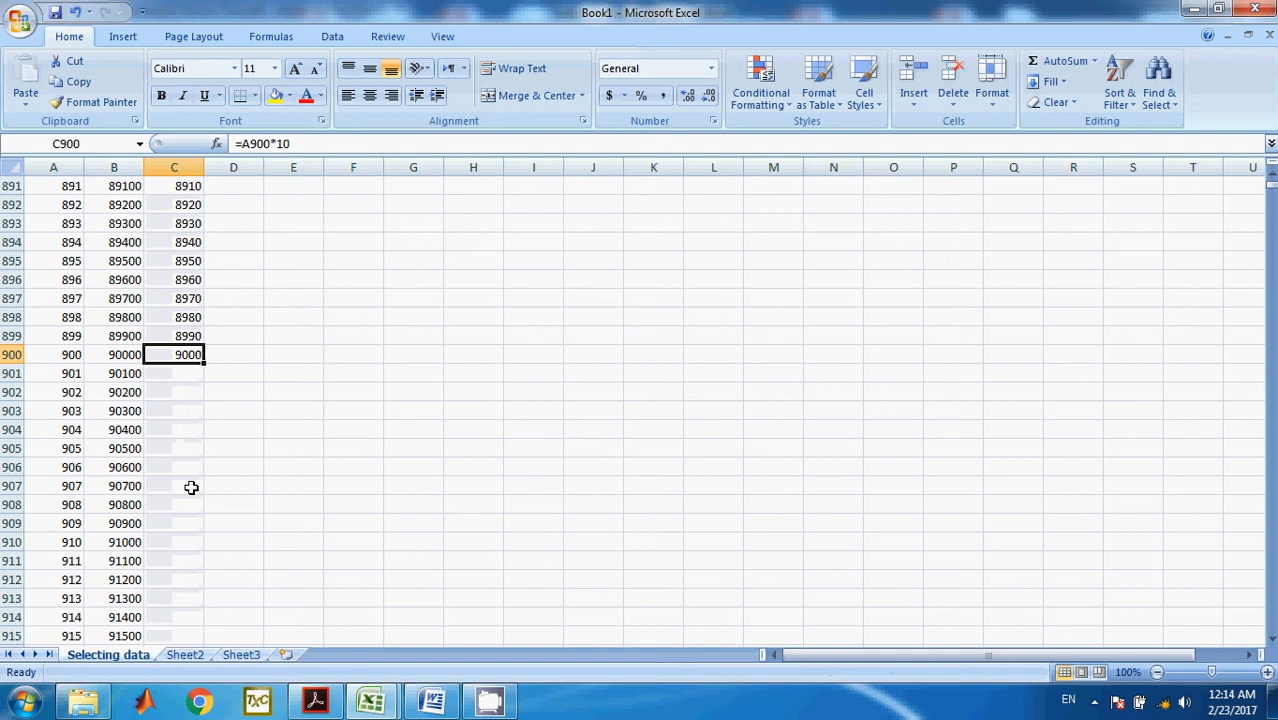 Book1 - Microsoft Excel
Home Insert Page Layout Formulas Data Review View
Paste
Cut
Copy
Format Painter
Clipboard
Calibri 11
B I U
Font
Wrap Text
Merge & Center
Alignment
General
$ % ,
Number
Conditional Formatting
Format as Table
Cell Styles
Styles
Insert Delete Format
Cells
AutoSum
Fill
Clear
Sort & Filter
Find & Select
Editing
C900 fx =A900*10
A B C D E F G H I J K L M N O P Q R S T U
891 891 89100 8910
892 892 89200 8920
893 893 89300 8930
894 894 89400 8940
895 895 89500 8950
896 896 89600 8960
897 897 89700 8970
898 898 89800 8980
899 899 89900 8990
900 900 90000 9000
901 901 90100
902 902 90200
903 903 90300
904 904 90400
905 905 90500
906 906 90600
907 907 90700
908 908 90800
909 909 90900
910 910 91000
911 911 91100
912 912 91200
913 913 91300
914 914 91400
915 915 91500
Selecting data Sheet2 Sheet3
Ready 100%
TXC
EN
12:14 AM
2/23/2017